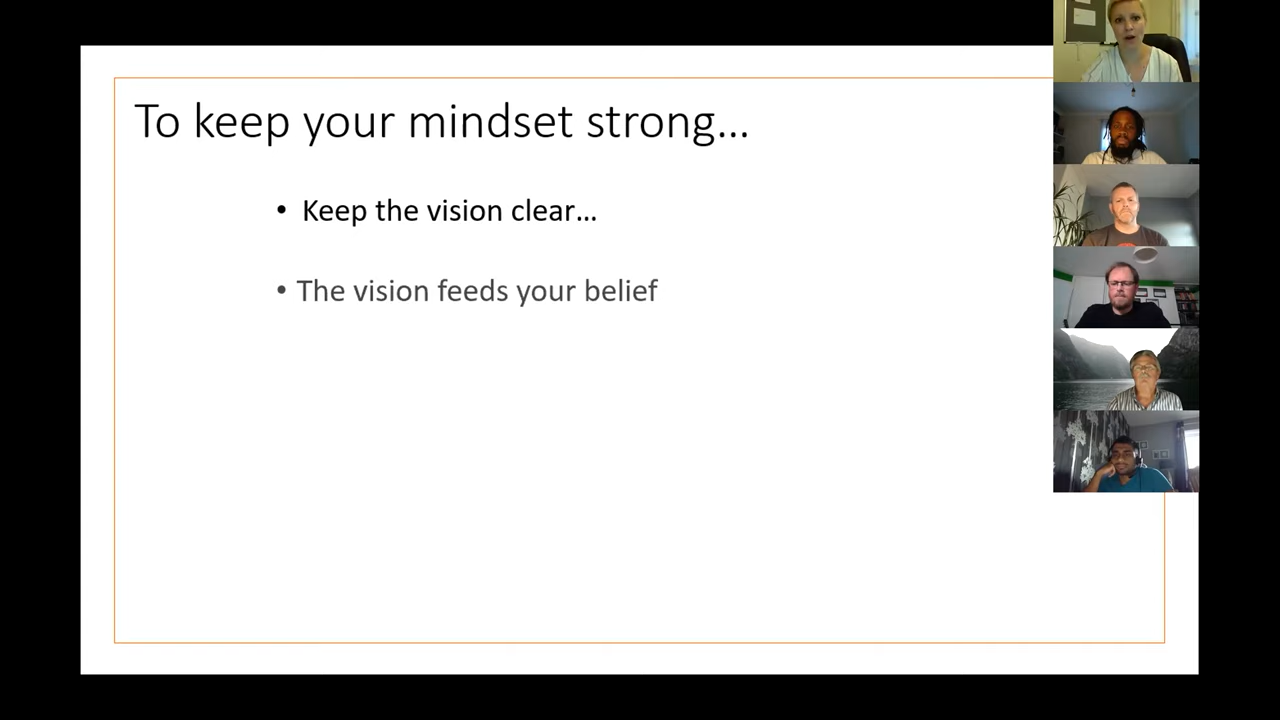 To keep your mindset strong...
• Keep the vision clear...
• The vision feeds your belief